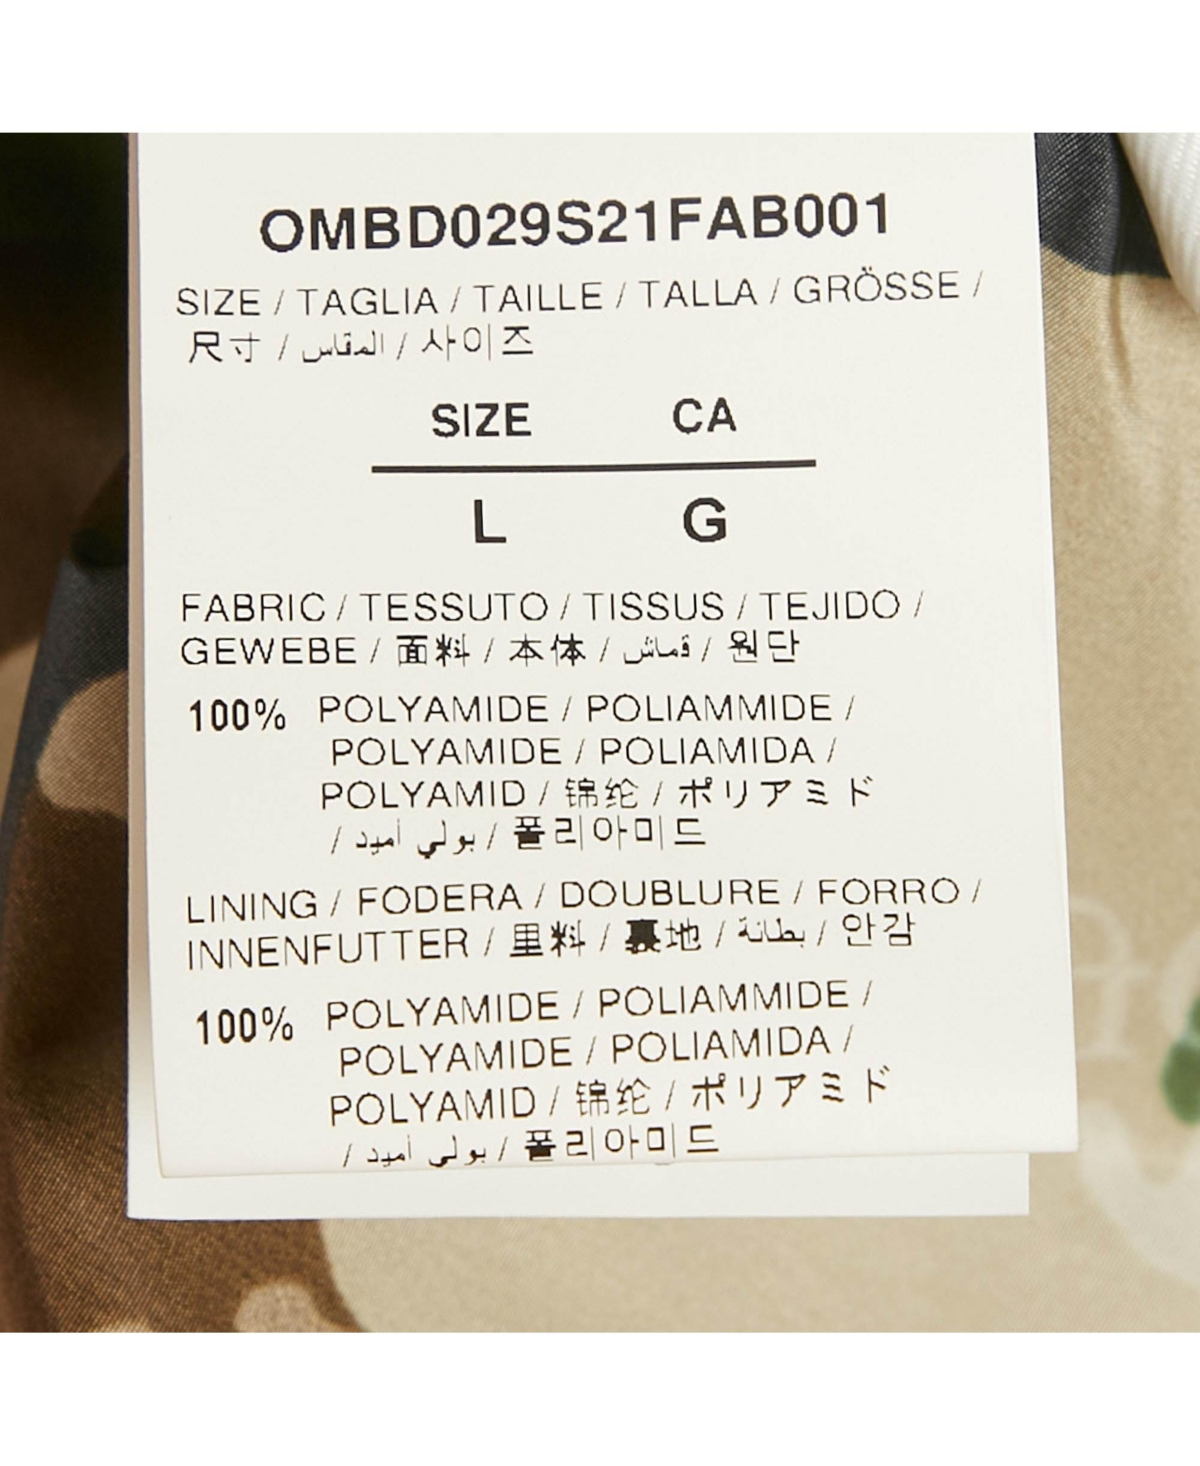 OMBD029S21FAB001
SIZE / TAGLIA / TAILLE / TALLA / GRÖSSE /
尺寸 / المقاس / 사이즈
SIZE CA
L G
FABRIC / TESSUTO / TISSUS / TEJIDO /
GEWEBE / 面料 / 本体 / قماش / 원단
100% POLYAMIDE / POLIAMMIDE /
POLYAMIDE / POLIAMIDA /
POLYAMID / 锦纶 / ポリアミド
/ بولي أميد / 폴리아미드
LINING / FODERA / DOUBLURE / FORRO /
INNENFUTTER / 里料 / 裏地 / بطانة / 안감
100% POLYAMIDE / POLIAMMIDE /
POLYAMIDE / POLIAMIDA /
POLYAMID / 锦纶 / ポリアミド
/ بولي أميد / 폴리아미드